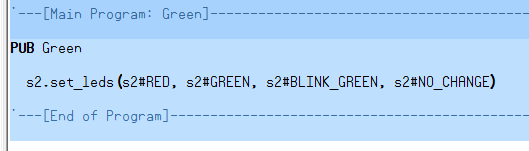 '---[Main Program: Green]---------------------------------------------
PUB Green
s2.set_leds(s2#RED, s2#GREEN, s2#BLINK_GREEN, s2#NO_CHANGE)
'---[End of Program]--------------------------------------------------